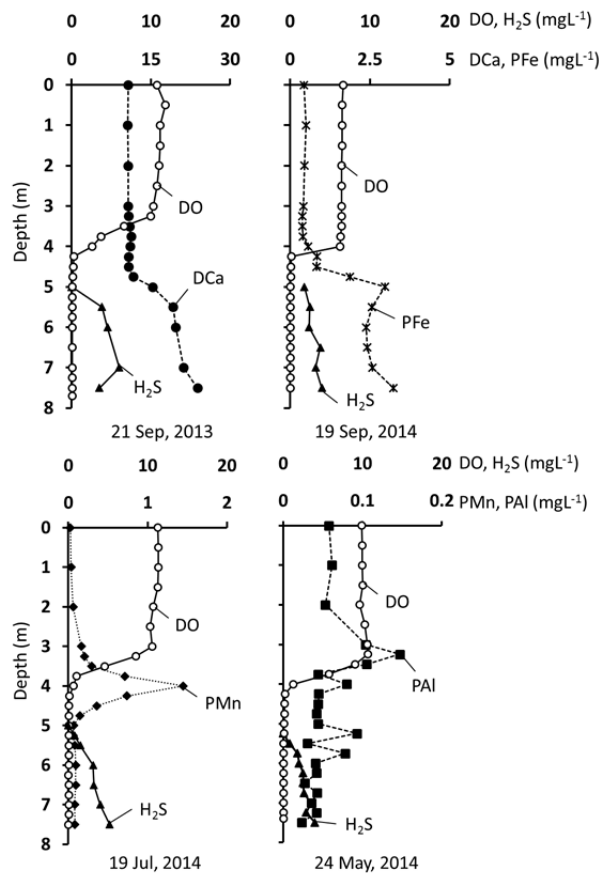 0 10 20 0 10 20 DO, H₂S (mgL⁻¹)
0 15 30 0 2.5 5 DCa, PFe (mgL⁻¹)
0
1
2
3
4
5
6
7
8
Depth (m)
DO
DCa
H₂S
21 Sep, 2013
DO
PFe
H₂S
19 Sep, 2014
0 10 20 0 10 20 DO, H₂S (mgL⁻¹)
0 1 2 0 0.1 0.2 PMn, PAl (mgL⁻¹)
0
1
2
3
4
5
6
7
8
Depth (m)
DO
PMn
H₂S
19 Jul, 2014
DO
PAl
H₂S
24 May, 2014